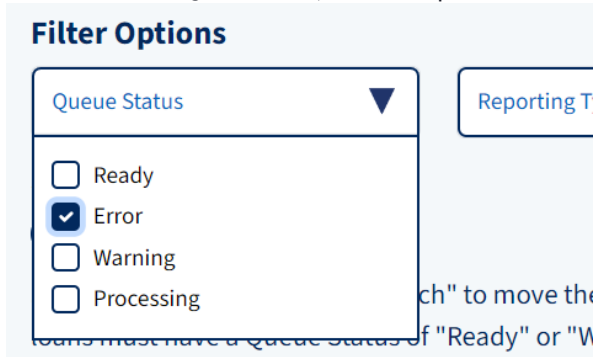 Filter Options
Queue Status
Reporting
Ready
Error
Warning
Processing
to move the
must have a Queue Status of "Ready" or